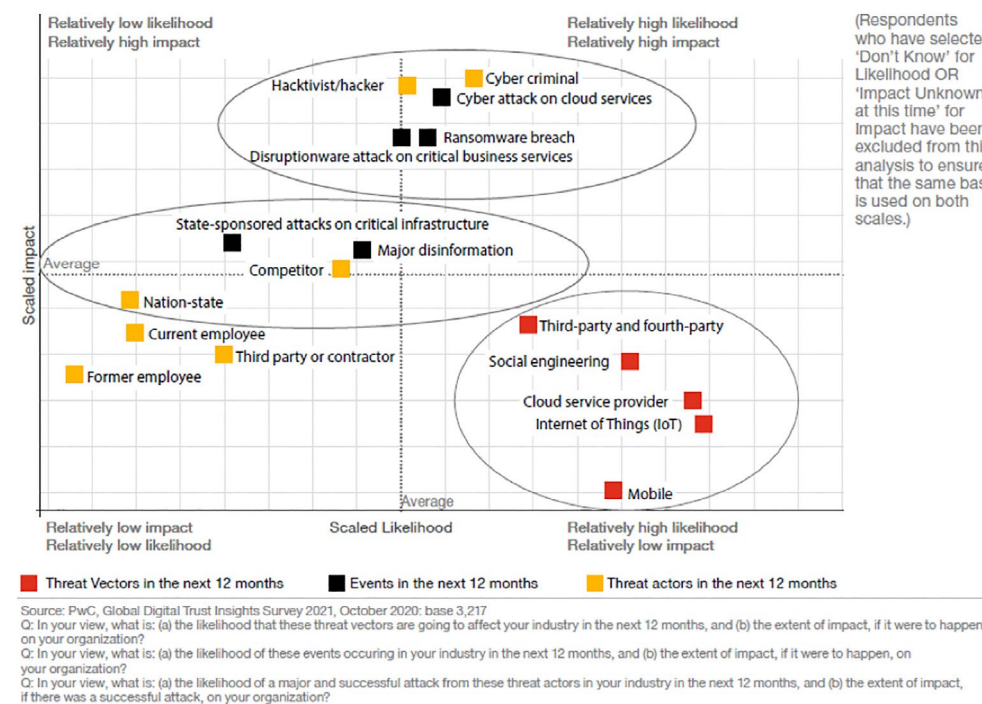 Relatively low likelihood
Relatively high impact
Relatively high likelihood
Relatively high impact
(Respondents
who have selecte
'Don't Know' for
Likelihood OR
'Impact Unknown
at this time' for
Impact have been
excluded from thi
analysis to ensure
that the same bas
is used on both
scales.)
Hacktivist/hacker
Cyber criminal
Cyber attack on cloud services
Ransomware breach
Disruptionware attack on critical business services
State-sponsored attacks on critical infrastructure
Major disinformation
Average
Competitor
Scaled impact
Nation-state
Current employee
Third party or contractor
Former employee
Third-party and fourth-party
Social engineering
Cloud service provider
Internet of Things (IoT)
Mobile
Average
Relatively low impact
Relatively low likelihood
Scaled Likelihood
Relatively high likelihood
Relatively low impact
Threat Vectors in the next 12 months
Events in the next 12 months
Threat actors in the next 12 months
Source: PwC, Global Digital Trust Insights Survey 2021, October 2020: base 3,217
Q: In your view, what is: (a) the likelihood that these threat vectors are going to affect your industry in the next 12 months, and (b) the extent of impact, if it were to happen,
on your organization?
Q: In your view, what is: (a) the likelihood of these events occuring in your industry in the next 12 months, and (b) the extent of impact, if it were to happen, on
your organization?
Q: In your view, what is: (a) the likelihood of a major and successful attack from these threat actors in your industry in the next 12 months, and (b) the extent of impact,
if there was a successful attack, on your organization?